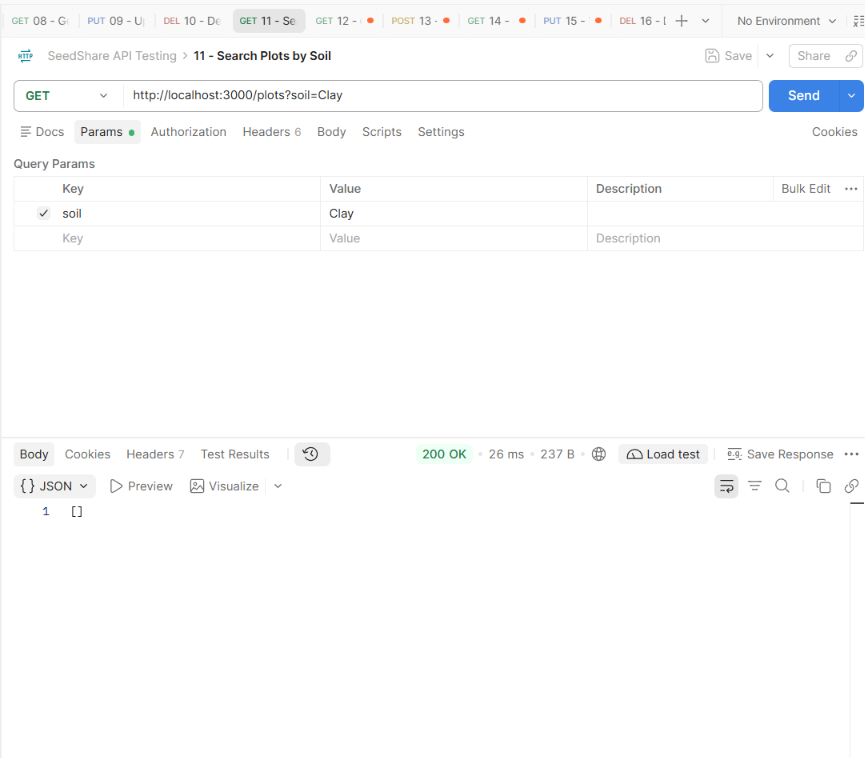 GET 08 - G PUT 09 - U DEL 10 - De GET 11 - Se GET 12 - POST 13 - GET 14 - PUT 15 - DEL 16 - No Environment
HTTP SeedShare API Testing > 11 - Search Plots by Soil Save Share
GET http://localhost:3000/plots?soil=Clay Send
Docs Params Authorization Headers 6 Body Scripts Settings Cookies
Query Params
Key Value Description Bulk Edit
soil Clay
Key Value Description
Body Cookies Headers 7 Test Results 200 OK 26 ms 237 B Load test e.g. Save Response
{} JSON Preview Visualize
1 []